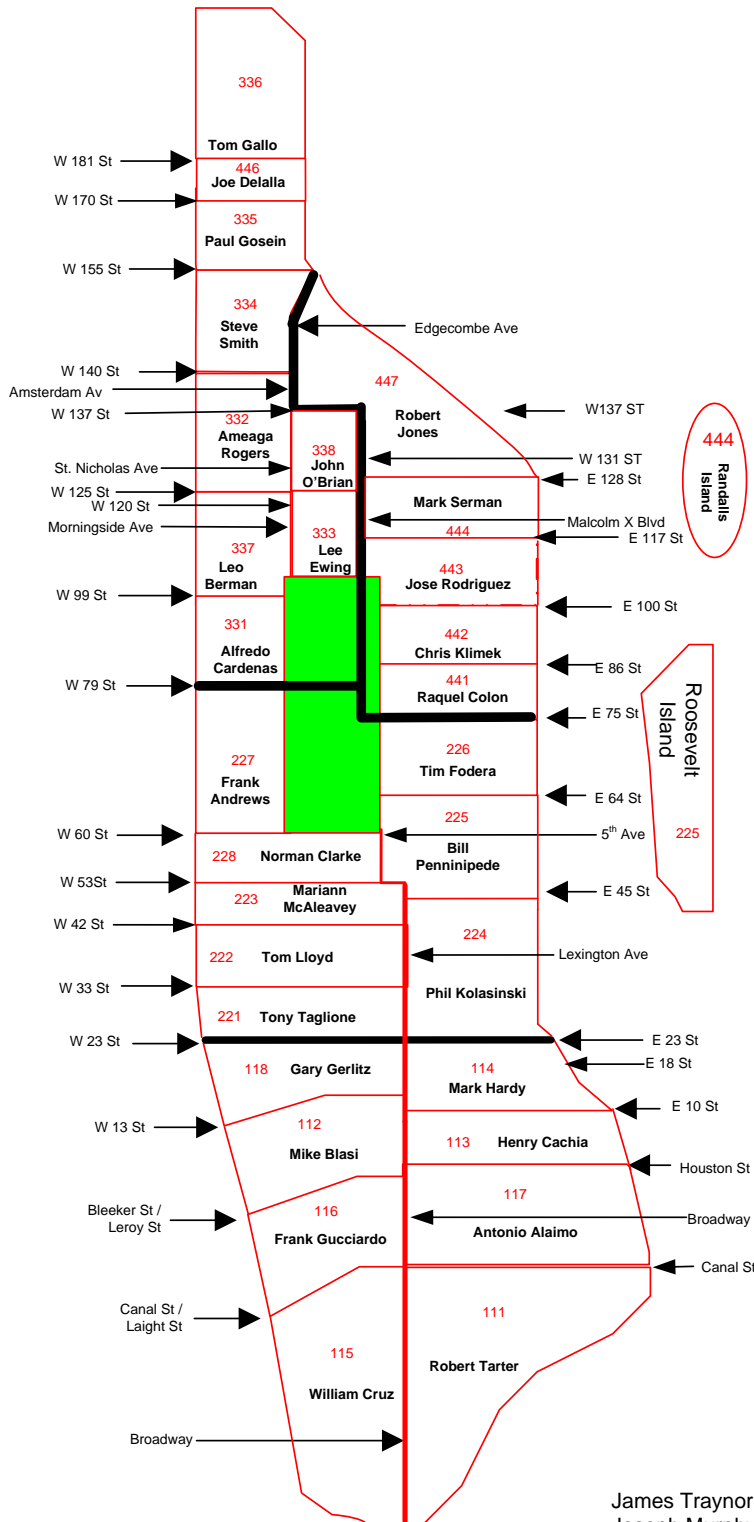 336
Tom Gallo
W 181 St
446
Joe Delalla
W 170 St
335
Paul Gosein
W 155 St
334
Steve
Smith
Edgecombe Ave
W 140 St
447
Amsterdam Av
W 137 St
W137 ST
Robert
Jones
332
Ameaga
Rogers
338
John
O'Brian
444
Randalls
Island
St. Nicholas Ave
W 131 ST
W 125 St
E 128 St
W 120 St
Mark Serman
444
Morningside Ave
Malcolm X Blvd
E 117 St
333
Lee
Ewing
337
Leo
Berman
443
Jose Rodriguez
W 99 St
E 100 St
331
Alfredo
Cardenas
442
Chris Klimek
E 86 St
W 79 St
441
Raquel Colon
E 75 St
Roosevelt
Island
225
227
Frank
Andrews
226
Tim Fodera
E 64 St
W 60 St
5th Ave
225
Bill
Penninipede
228
Norman Clarke
W 53St
E 45 St
223
Mariann
McAleavey
W 42 St
224
Phil Kolasinski
Lexington Ave
222
Tom Lloyd
W 33 St
221
Tony Taglione
W 23 St
E 23 St
E 18 St
118
Gary Gerlitz
114
Mark Hardy
E 10 St
W 13 St
112
Mike Blasi
113
Henry Cachia
Houston St
Bleeker St /
Leroy St
116
Frank Gucciardo
117
Antonio Alaimo
Broadway
Canal St
Canal St /
Laight St
111
Robert Tarter
115
William Cruz
Broadway
James Traynor